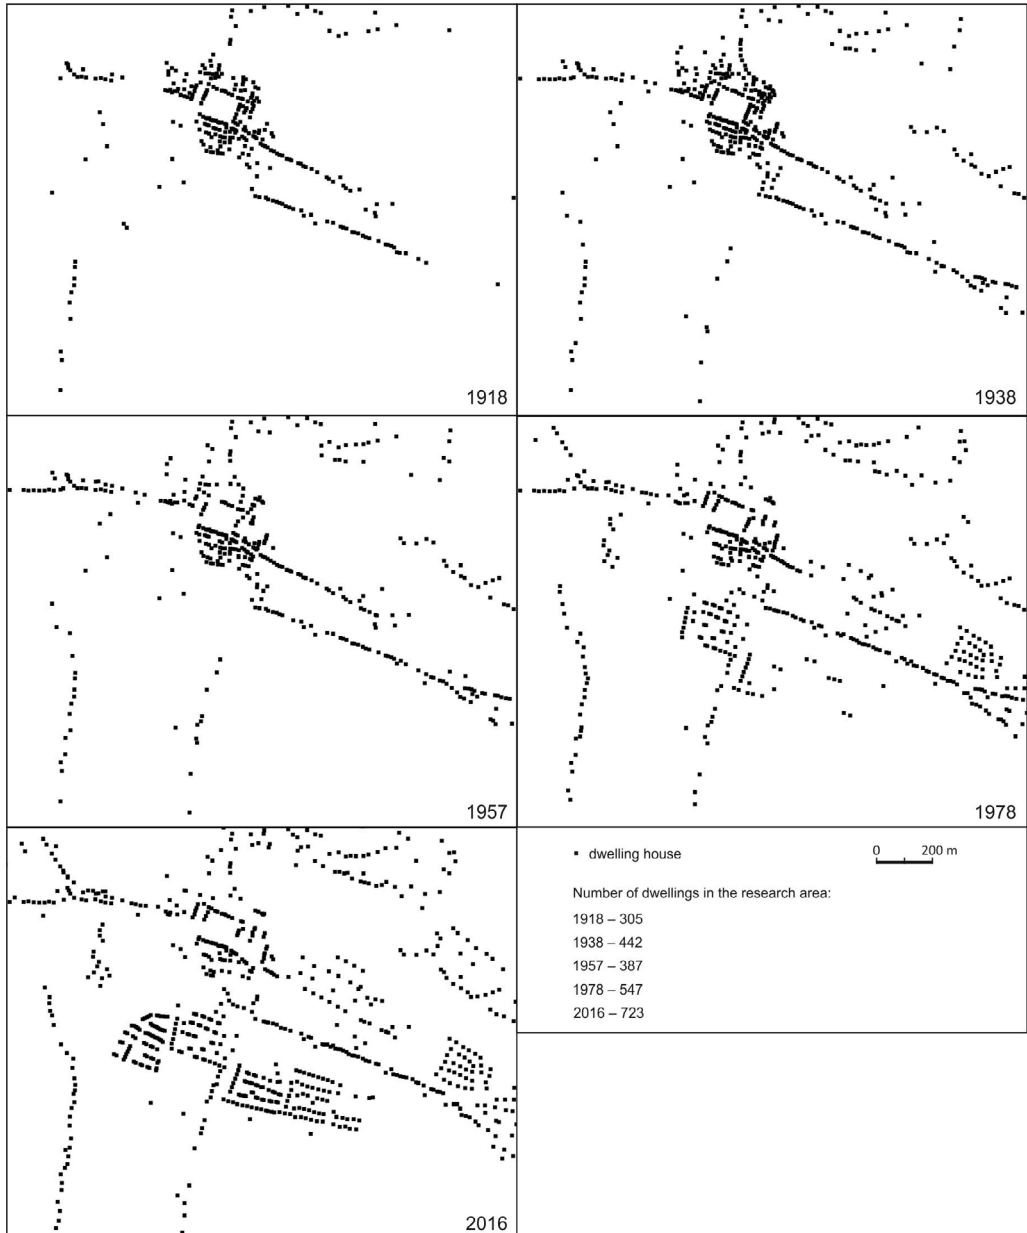 1918
1938
1957
1978
dwelling house
0 200 m
Number of dwellings in the research area:
1918 – 305
1938 – 442
1957 – 387
1978 – 547
2016 – 723
2016